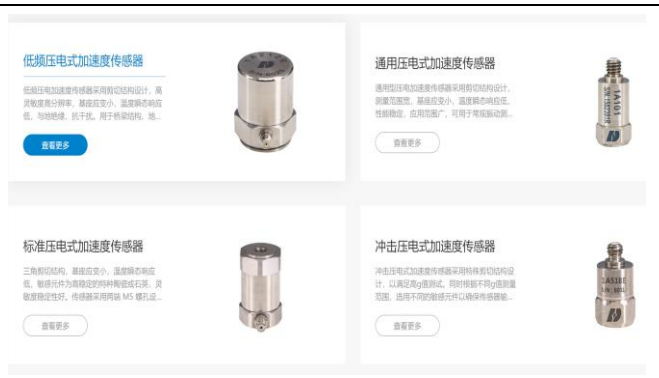 低频压电式加速度传感器
低频压电加速度传感器采用剪切结构设计，高
灵敏度高分辨率、基座应变小、温度瞬态响应
低、与地绝缘、抗干扰。用于桥梁结构、地...
查看更多
通用压电式加速度传感器
通用型压电加速度传感器采用剪切结构设计，
测量范围宽、基座应变小、温度瞬态响应低、
性能稳定，应用范围广，可用于常规振动测...
查看更多
1A101
标准压电式加速度传感器
三角剪切结构，基座应变小，温度瞬态响应
低，敏感元件为高稳定的特种陶瓷或石英，灵
敏度稳定性好。传感器采用两端 M5 螺孔设...
查看更多
冲击压电式加速度传感器
冲击压电式加速度传感器采用特殊剪切结构设
计，以满足高g值测试。同时根据不同g值测量
范围，选用不同的敏感元件以确保传感器输...
查看更多